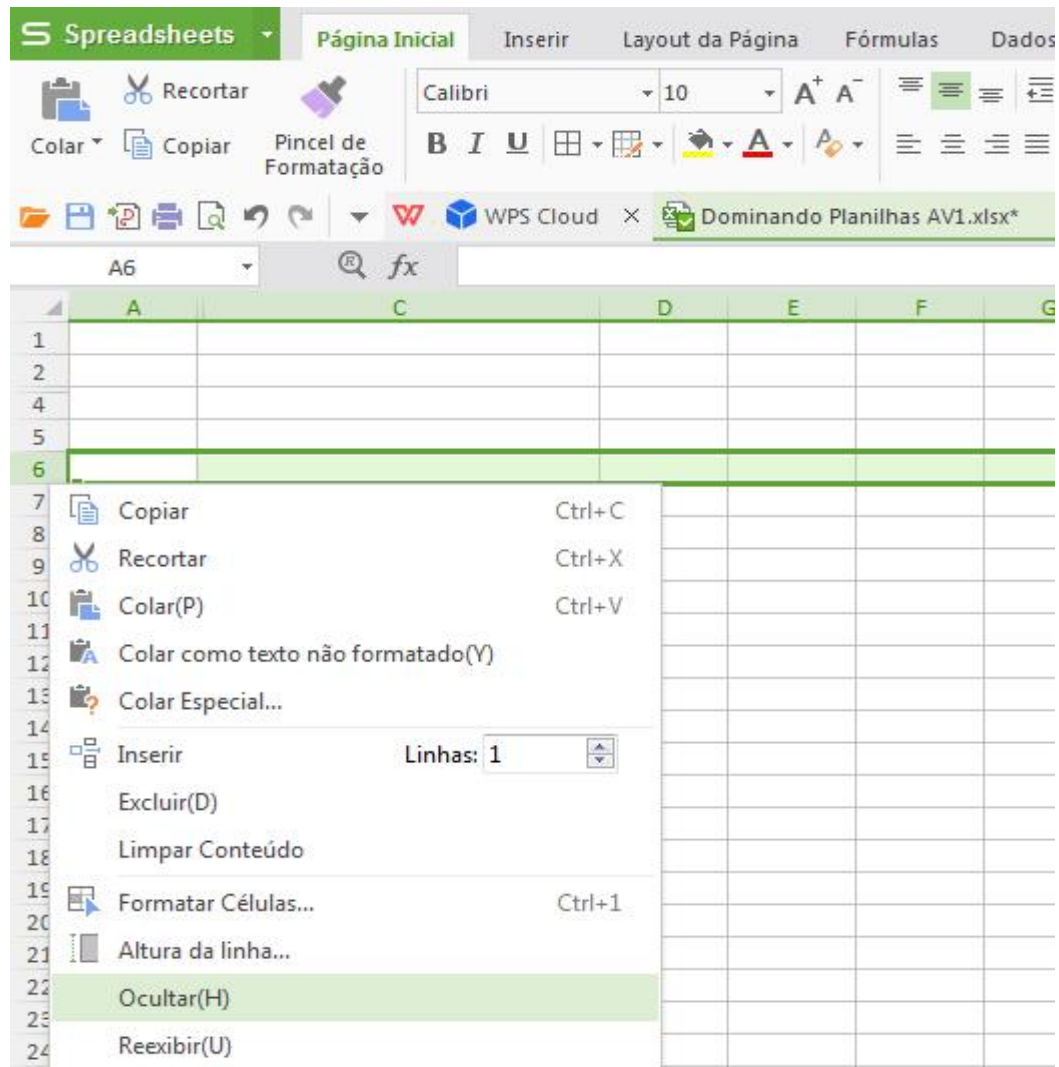 Spreadsheets Página Inicial Inserir Layout da Página Fórmulas Dados
Recortar Calibri 10 A+ A-
Colar Copiar Pincel de Formatação B I U A A
WPS Cloud × Dominando Planilhas AV1.xlsx*
A6 fx
A C D E F G
1
2
4
5
6
7
8
9
10
11
12
13
14
15
16
17
18
19
20
21
22
23
24
Copiar Ctrl+C
Recortar Ctrl+X
Colar(P) Ctrl+V
Colar como texto não formatado(Y)
Colar Especial...
Inserir Linhas: 1
Excluir(D)
Limpar Conteúdo
Formatar Células... Ctrl+1
Altura da linha...
Ocultar(H)
Reexibir(U)